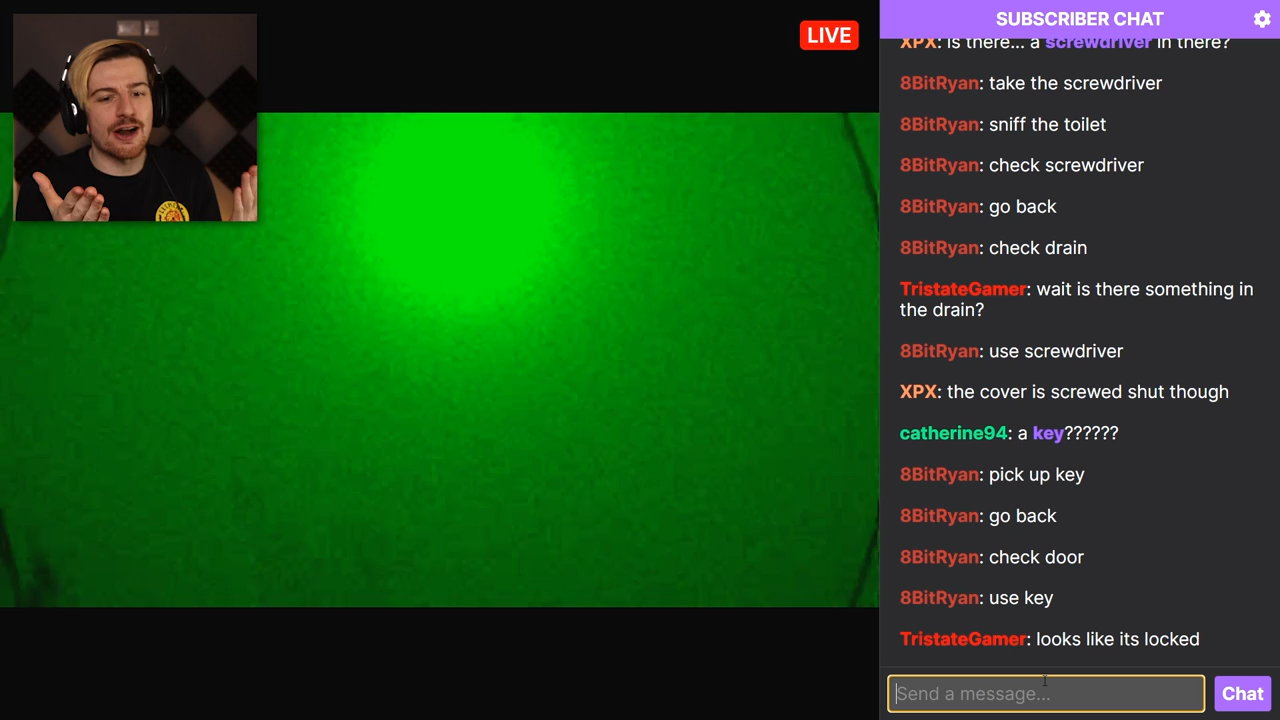 LIVE
SUBSCRIBER CHAT
XPX: is there... a screwdriver in there?
8BitRyan: take the screwdriver
8BitRyan: sniff the toilet
8BitRyan: check screwdriver
8BitRyan: go back
8BitRyan: check drain
TristateGamer: wait is there something in
the drain?
8BitRyan: use screwdriver
XPX: the cover is screwed shut though
catherine94: a key??????
8BitRyan: pick up key
8BitRyan: go back
8BitRyan: check door
8BitRyan: use key
TristateGamer: looks like its locked
Send a message...
Chat